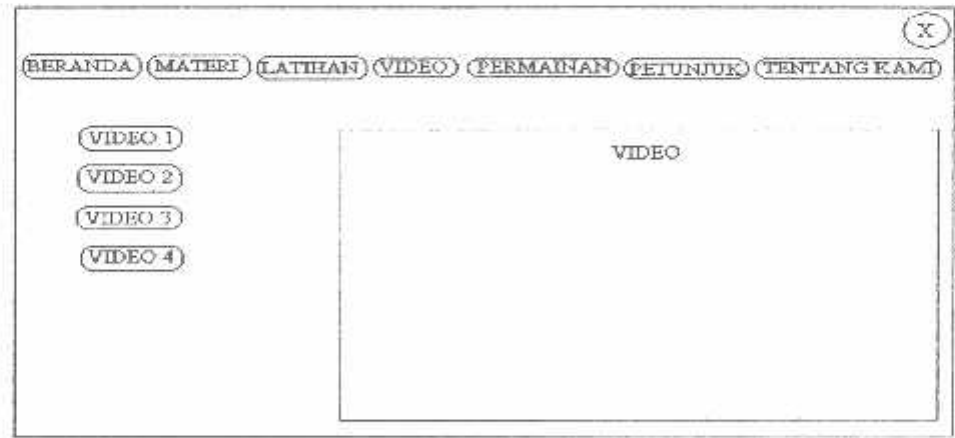 X
BERANDA MATERI LATIHAN VIDEO PERMAINAN PETUNJUK TENTANG KAMI
VIDEO 1
VIDEO
VIDEO 2
VIDEO 3
VIDEO 4